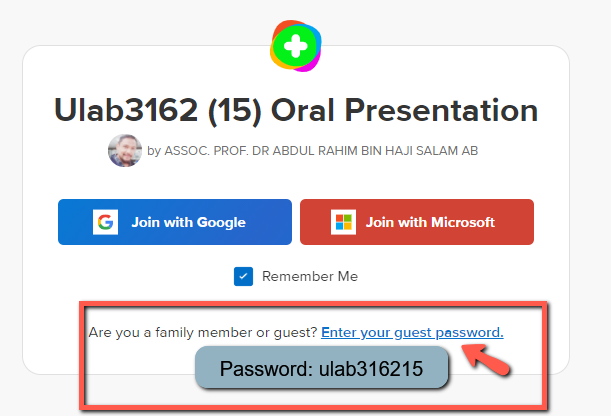 Ulab3162 (15) Oral Presentation
by ASSOC. PROF. DR ABDUL RAHIM BIN HAJI SALAM AB
Join with Google
Join with Microsoft
Remember Me
Are you a family member or guest? Enter your guest password.
Password: ulab316215